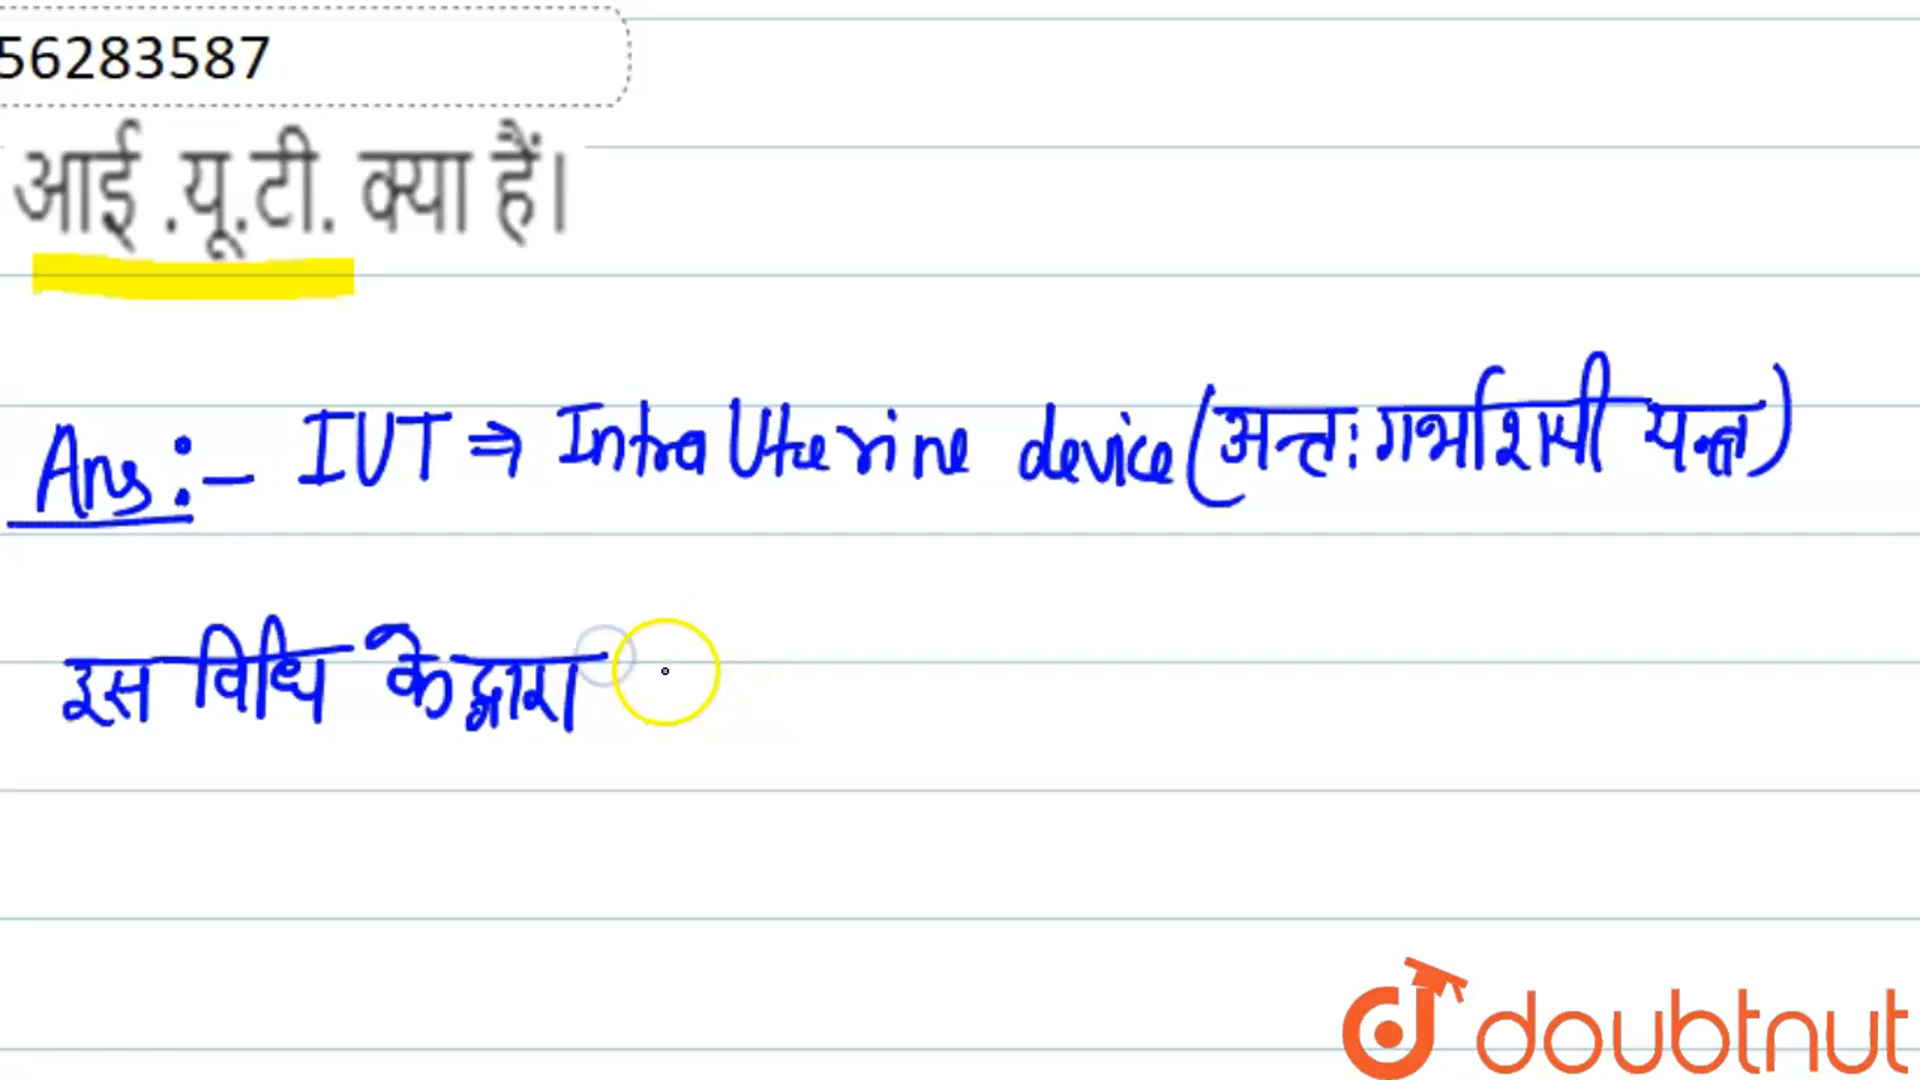 56283587
आई .यू.टी. क्या हैं।
Ans:- IUT ⇒ Intra Uterine device (अन्तः गर्भाशयी यन्त्र)
इस विधि के द्वारा
doubtnut